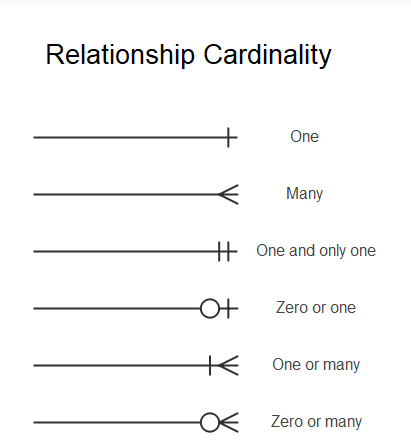 Relationship Cardinality
One
Many
One and only one
Zero or one
One or many
Zero or many